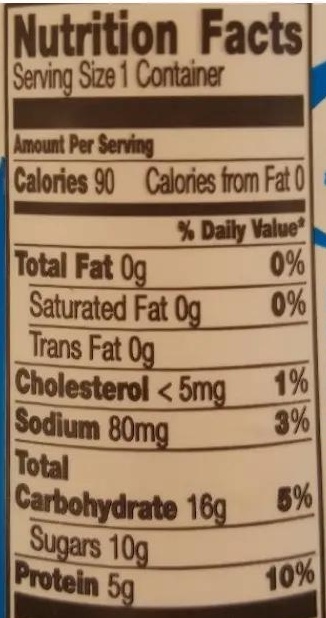 Nutrition Facts
Serving Size 1 Container
Amount Per Serving
Calories 90 Calories from Fat 0
% Daily Value*
Total Fat 0g 0%
Saturated Fat 0g 0%
Trans Fat 0g
Cholesterol < 5mg 1%
Sodium 80mg 3%
Total
Carbohydrate 16g 5%
Sugars 10g
Protein 5g 10%